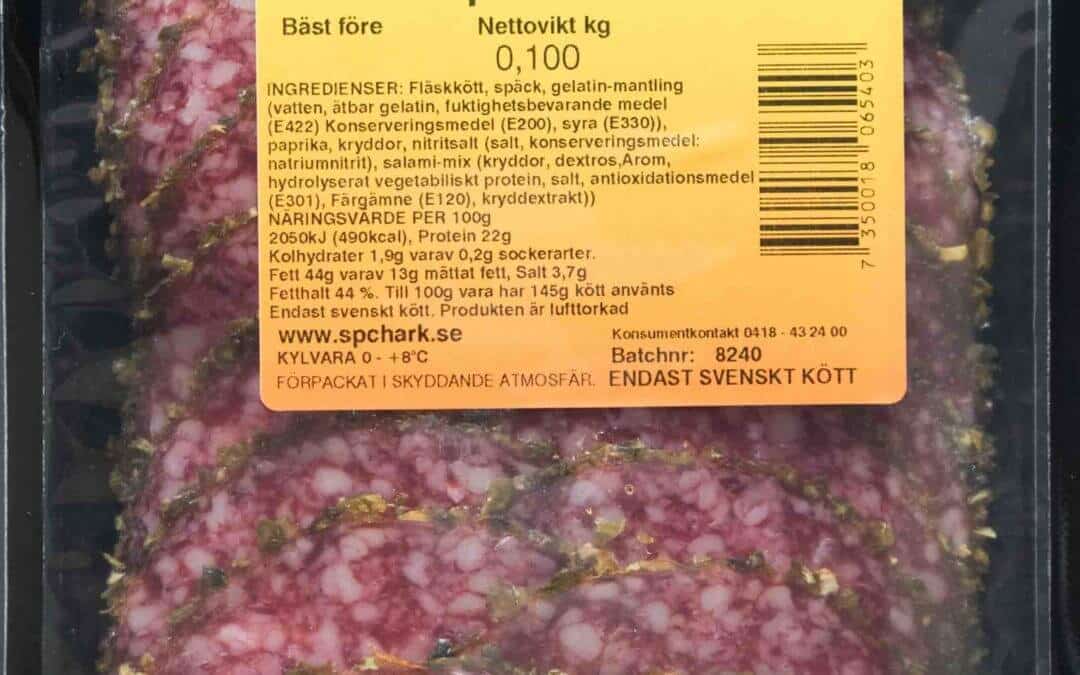 Bäst före Nettovikt kg
0,100
INGREDIENSER: Fläskkött, späck, gelatin-mantling
(vatten, ätbar gelatin, fuktighetsbevarande medel
(E422) Konserveringsmedel (E200), syra (E330)),
paprika, kryddor, nitritsalt (salt, konserveringsmedel:
natriumnitrit), salami-mix (kryddor, dextros,Arom,
hydrolyserat vegetabiliskt protein, salt, antioxidationsmedel
(E301), Färgämne (E120), kryddextrakt))
NÄRINGSVÄRDE PER 100g
2050kJ (490kcal), Protein 22g
Kolhydrater 1,9g varav 0,2g sockerarter.
Fett 44g varav 13g mättat fett, Salt 3,7g
Fetthalt 44 %. Till 100g vara har 145g kött använts
Endast svenskt kött. Produkten är lufttorkad
www.spchark.se Konsumentkontakt 0418 - 43 24 00
KYLVARA 0 - +8°C Batchnr: 8240
FÖRPACKAT I SKYDDANDE ATMOSFÄR. ENDAST SVENSKT KÖTT
7 350018 065403